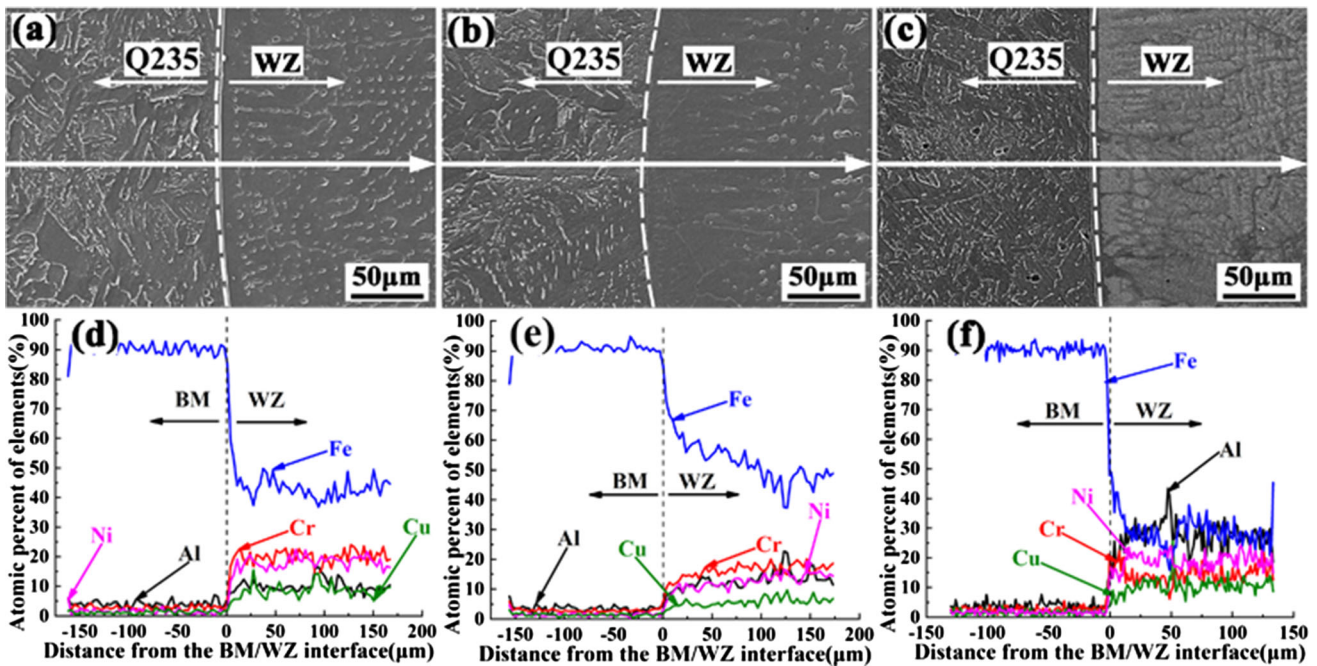 (a)
Q235
WZ
50μm
(b)
Q235
WZ
50μm
(c)
Q235
WZ
50μm
Atomic percent of elements(%)
100
90
80
70
60
50
40
30
20
10
0
(d)
BM
WZ
Fe
Ni
Al
Cr
Cu
-150
-100
-50
0
50
100
150
200
Distance from the BM/WZ interface(μm)
Atomic percent of elements(%)
100
90
80
70
60
50
40
30
20
10
0
(e)
Fe
BM
WZ
Al
Cu
Cr
Ni
-150
-100
-50
0
50
100
150
200
Distance from the BM/WZ interface(μm)
Atomic percent of elements(%)
100
90
80
70
60
50
40
30
20
10
0
(f)
Fe
BM
WZ
Al
Ni
Cr
Cu
-150
-100
-50
0
50
100
150
Distance from the BM/WZ interface(μm)